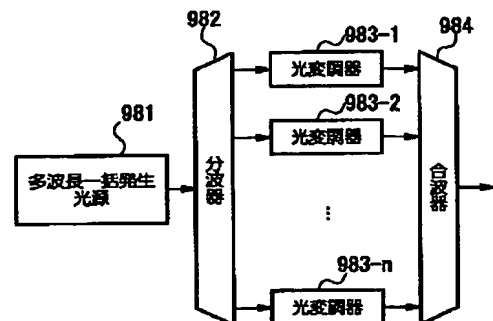 982
983-1
984
光変調器
983-2
981
光変調器
多波長一括発生
光源
分波器
合波器
⋮
983-n
光変調器